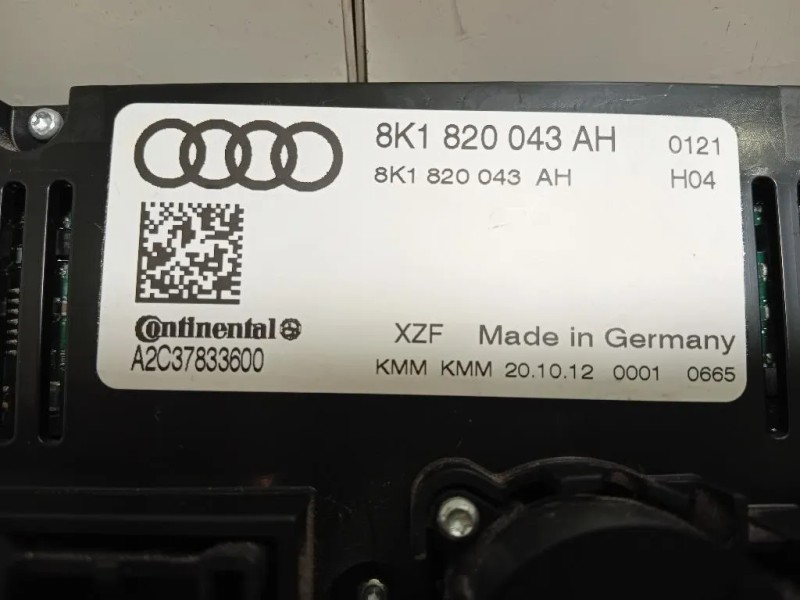 8K1 820 043 AH 0121
8K1 820 043 AH H04
Continental
XZF Made in Germany
A2C37833600
KMM KMM 20.10.12 0001 0665